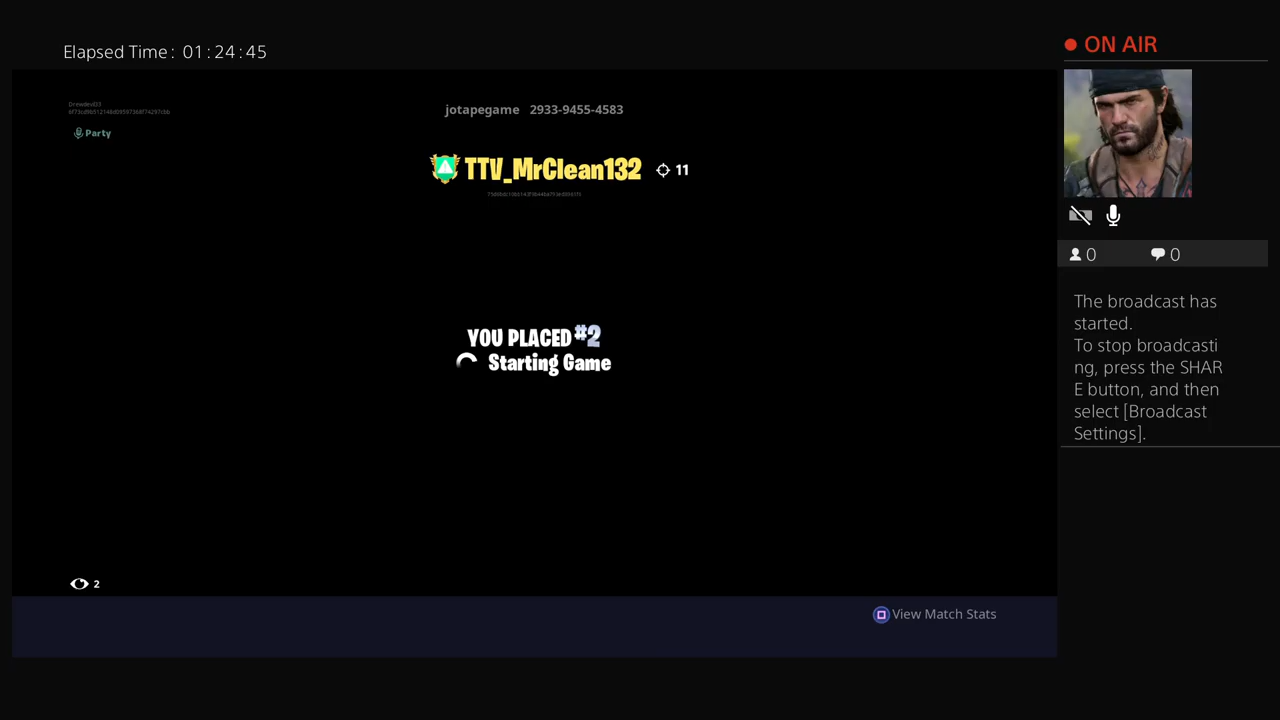 Elapsed Time: 01:24:45
ON AIR
Drewdevil33
jotapegame 2933-9455-4583
Party
TTV_MrClean132 11
0 0
The broadcast has
started.
To stop broadcasti
ng, press the SHAR
E button, and then
select [Broadcast
Settings].
YOU PLACED #2
Starting Game
2
View Match Stats